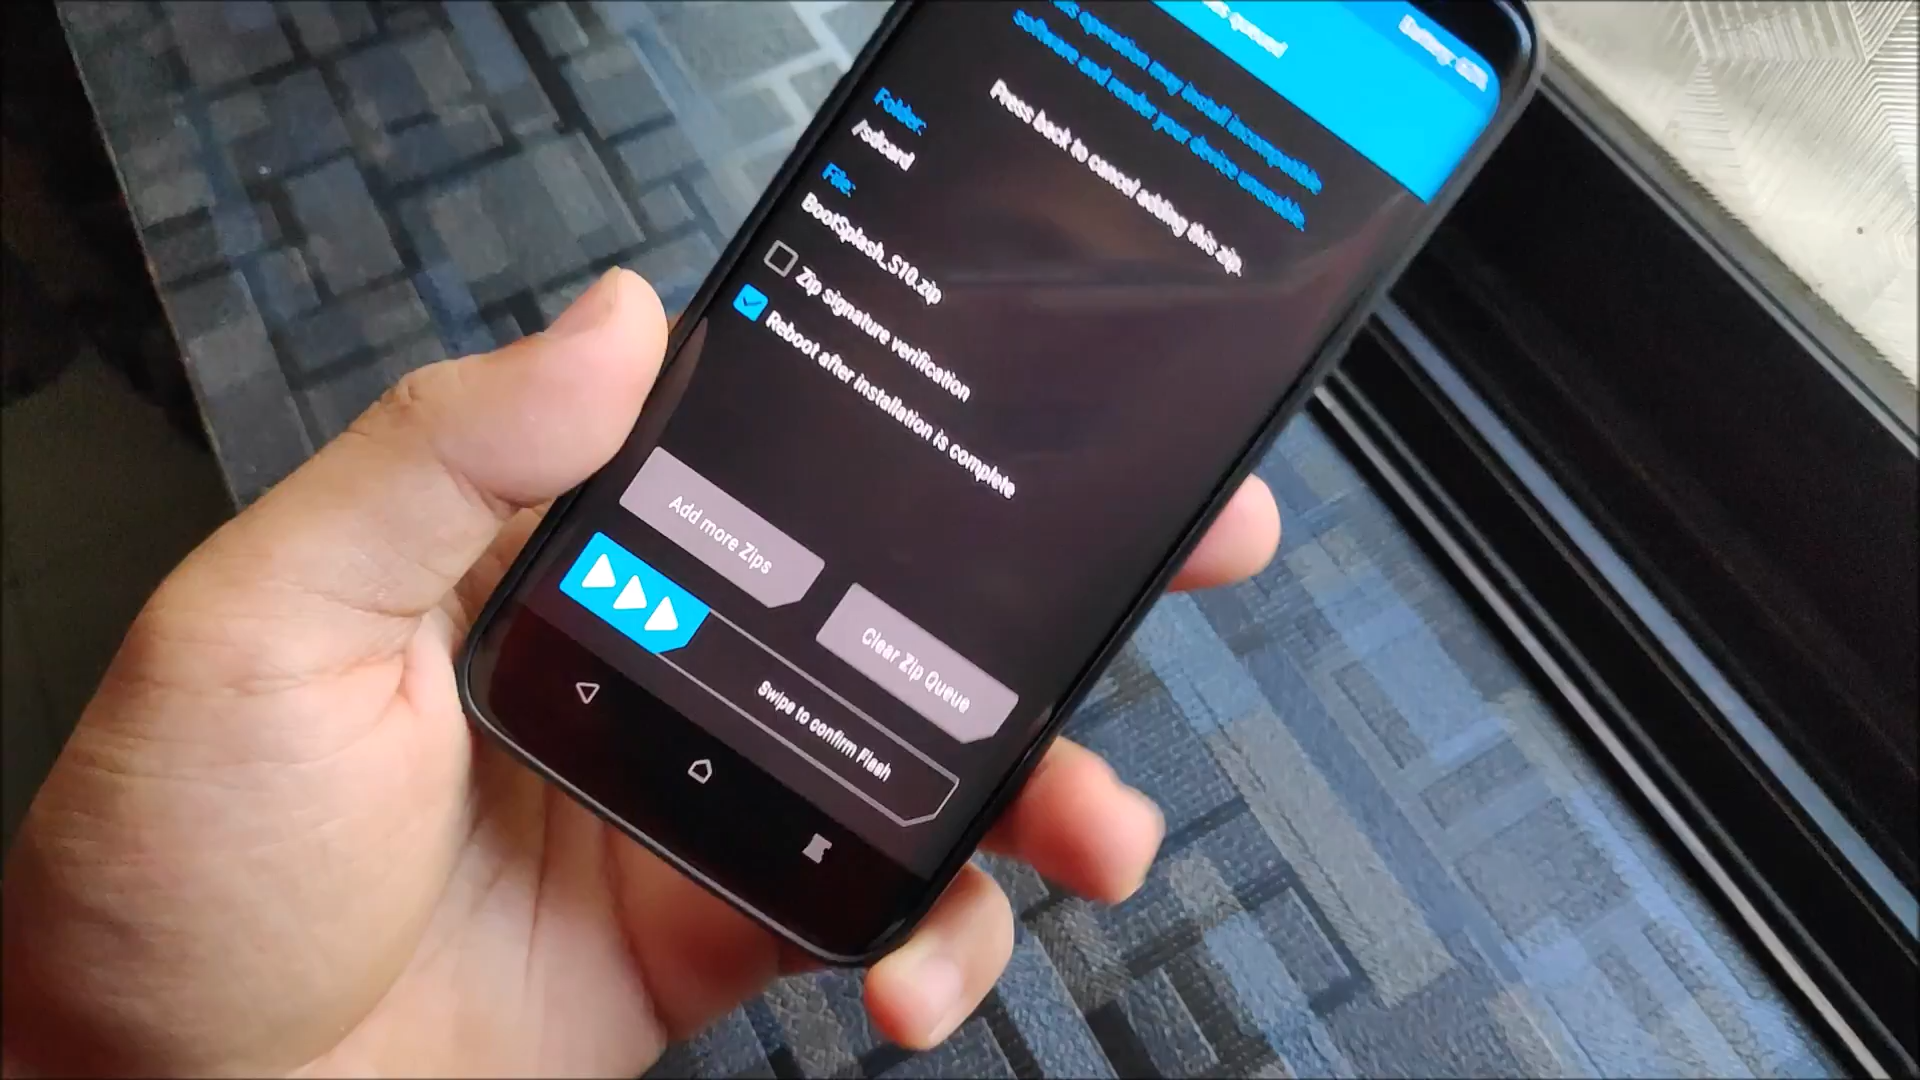 queued
Battery:
operation may install incompatible
software and render your device unusable.
Press back to cancel adding this zip.
Folder:
/sdcard
File:
BootSplash_S10.zip
Zip signature verification
Reboot after installation is complete
Add more Zips
Clear Zip Queue
Swipe to confirm Flash